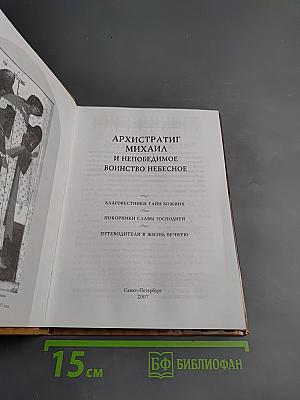 АРХИСТРАТИГ
МИХАИЛ
И НЕПОБЕДИМОЕ
ВОИНСТВО НЕБЕСНОЕ
БЛАГОВЕСТНИКИ ТАЙН БОЖИИХ
ПОБОРНИКИ СЛАВЫ ГОСПОДНЕЙ
ПУТЕВОДИТЕЛИ В ЖИЗНЬ ВЕЧНУЮ
Санкт-Петербург
2007
15 см
БФ БИБЛИОФАН